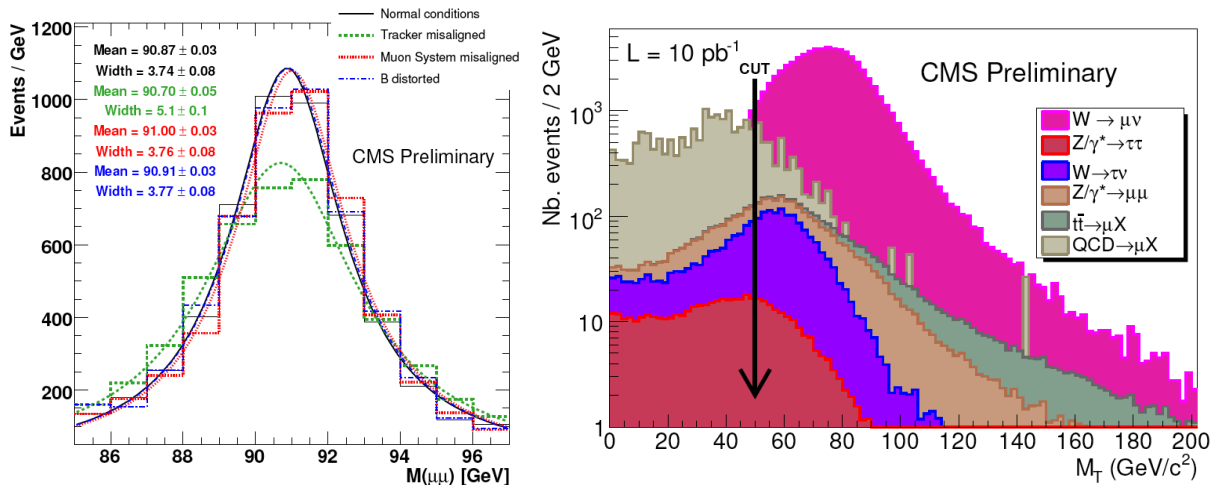 Events / GeV
1200
1000
800
600
400
200
Mean = 90.87 ± 0.03
Width = 3.74 ± 0.08
Mean = 90.70 ± 0.05
Width = 5.1 ± 0.1
Mean = 91.00 ± 0.03
Width = 3.76 ± 0.08
Mean = 90.91 ± 0.03
Width = 3.77 ± 0.08
Normal conditions
Tracker misaligned
Muon System misaligned
B distorted
CMS Preliminary
86 88 90 92 94 96
M(μμ) [GeV]
Nb. events / 2 GeV
10³
10²
10
1
L = 10 pb⁻¹
CUT
CMS Preliminary
W → μν
Z/γ*→ττ
W→τν
Z/γ*→μμ
tt̄→μX
QCD→μX
0 20 40 60 80 100 120 140 160 180 200
M_T (GeV/c²)